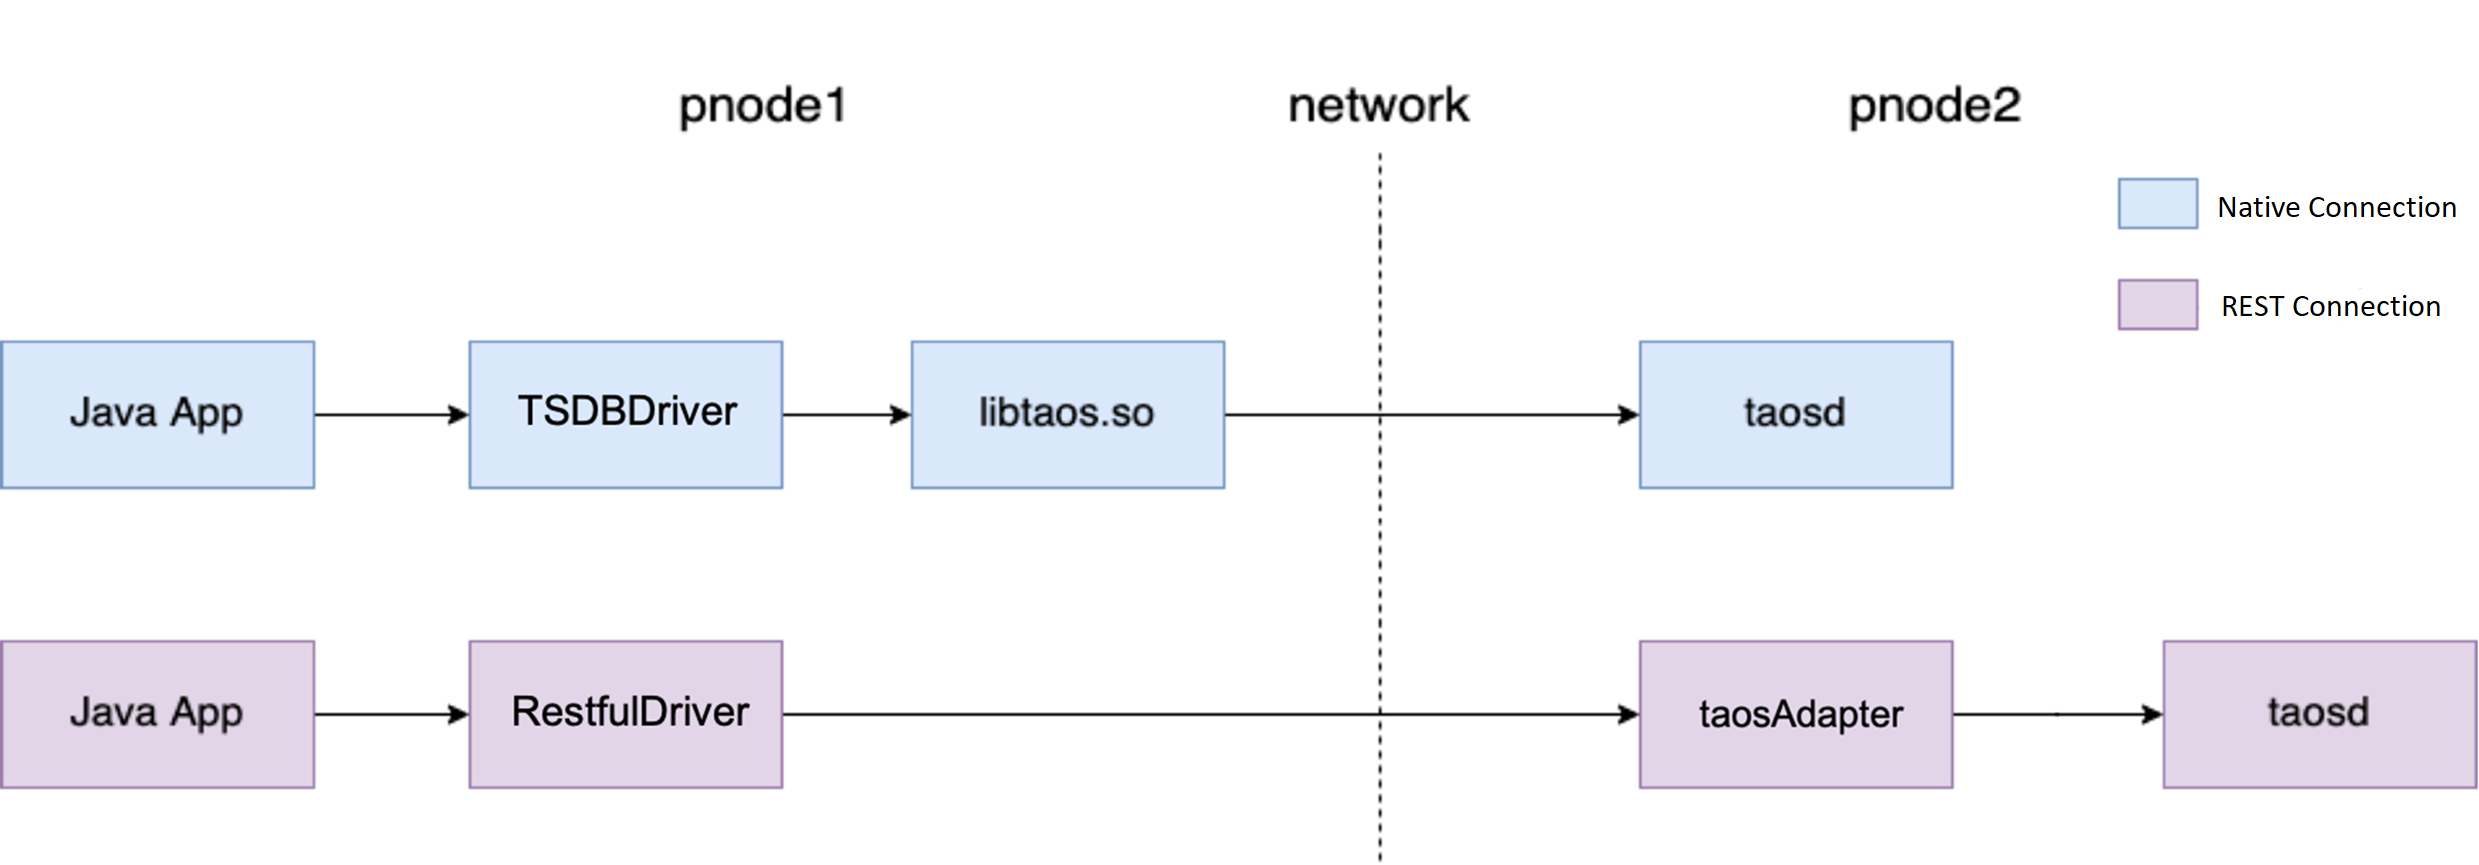 pnode1
network
pnode2
Native Connection
REST Connection
Java App
TSDBDriver
libtaos.so
taosd
Java App
RestfulDriver
taosAdapter
taosd